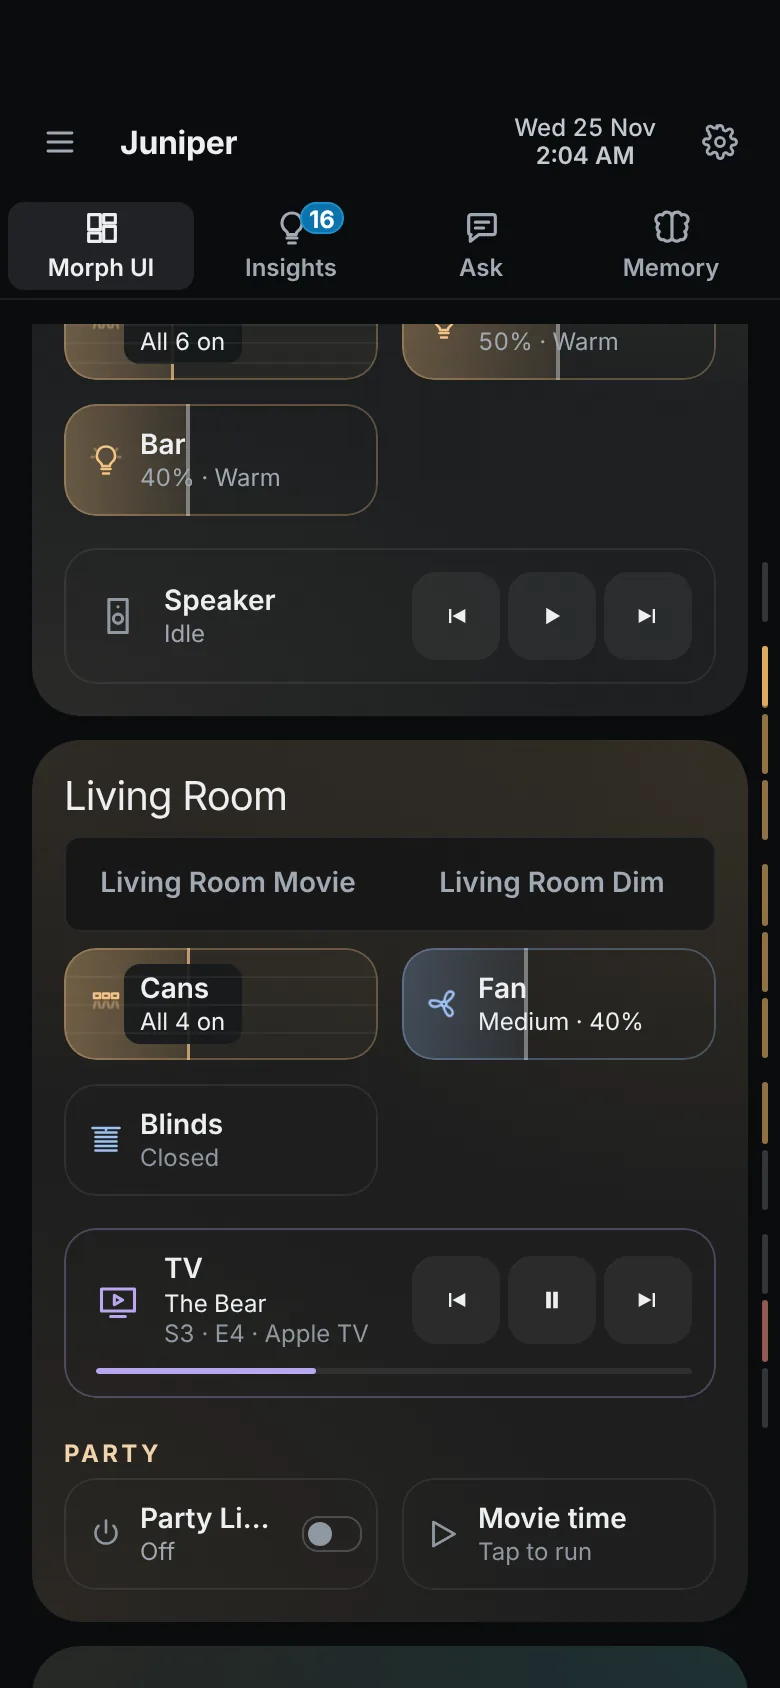 Juniper
Wed 25 Nov
2:04 AM
Morph UI
16
Insights
Ask
Memory
All 6 on
50% · Warm
Bar
40% · Warm
Speaker
Idle
Living Room
Living Room Movie
Living Room Dim
Cans
All 4 on
Fan
Medium · 40%
Blinds
Closed
TV
The Bear
S3 · E4 · Apple TV
PARTY
Party Li...
Off
Movie time
Tap to run